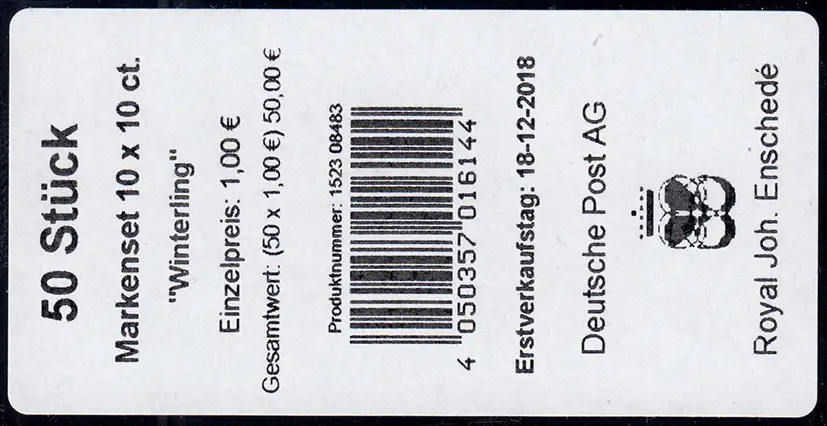 50 Stück
Markenset 10 x 10 ct.
"Winterling"
Einzelpreis: 1,00 €
Gesamtwert: (50 x 1,00 €) 50,00 €
Produktnummer: 1523 08483
4 050357 016144
Erstverkaufstag: 18-12-2018
Deutsche Post AG
Royal Joh. Enschedé